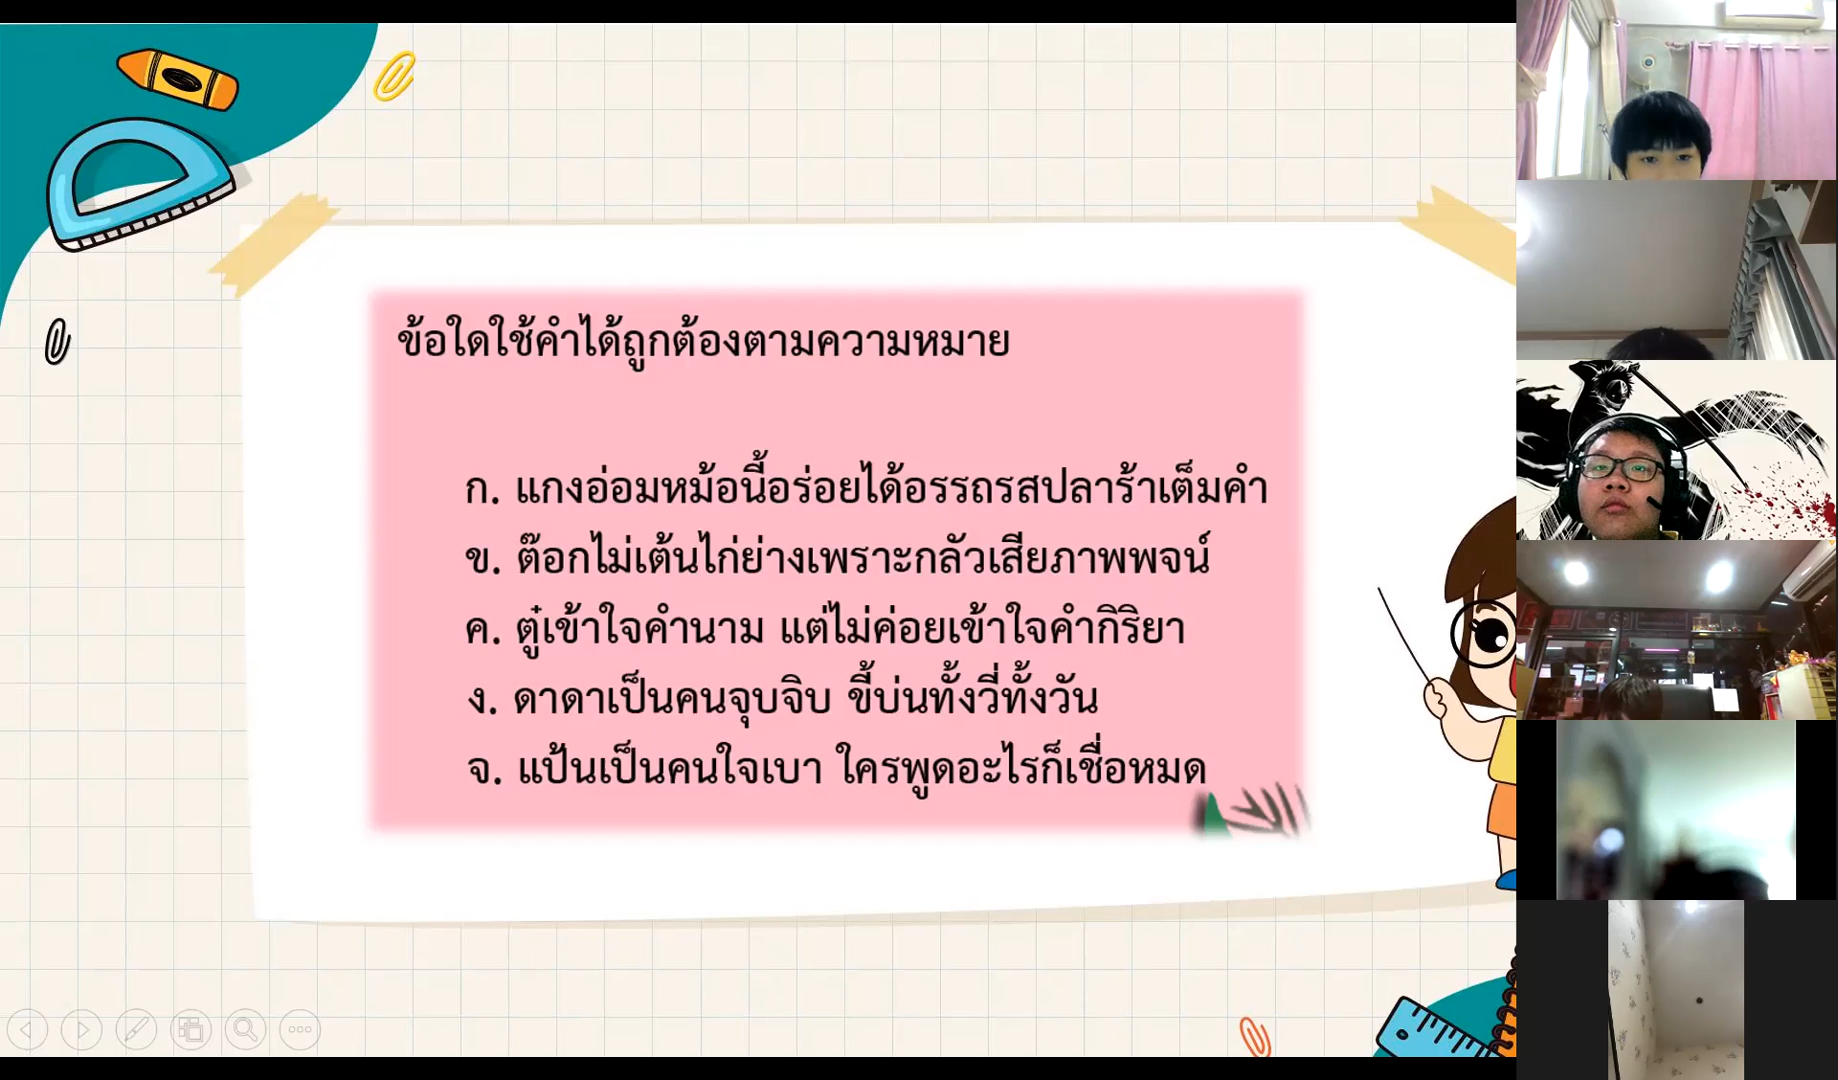 ข้อใดใช้คำได้ถูกต้องตามความหมาย
ก. แกงอ่อมหม้อนี้อร่อยได้อรรถรสปลาร้าเต็มคำ
ข. ต๊อกไม่เต้นไก่ย่างเพราะกลัวเสียภาพพจน์
ค. ตู่เข้าใจคำนาม แต่ไม่ค่อยเข้าใจคำกิริยา
ง. ดาดาเป็นคนจุบจิบ ขี้บ่นทั้งวี่ทั้งวัน
จ. แป้นเป็นคนใจเบา ใครพูดอะไรก็เชื่อหมด